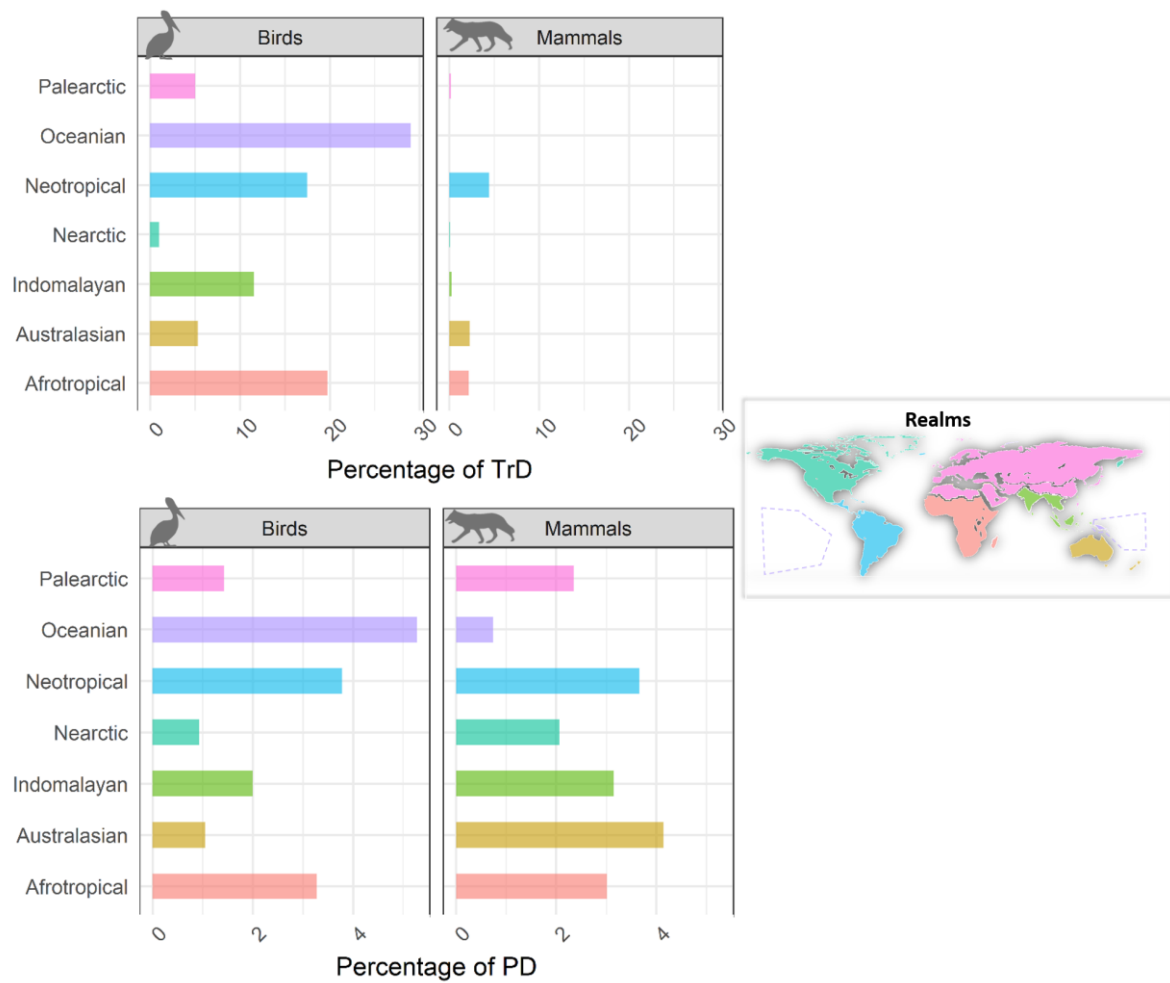 Birds Mammals
Palearctic
Oceanian
Neotropical
Nearctic
Indomalayan
Australasian
Afrotropical
0 10 20 30 0 10 20 30
Percentage of TrD
Realms
Birds Mammals
Palearctic
Oceanian
Neotropical
Nearctic
Indomalayan
Australasian
Afrotropical
0 2 4 0 2 4
Percentage of PD